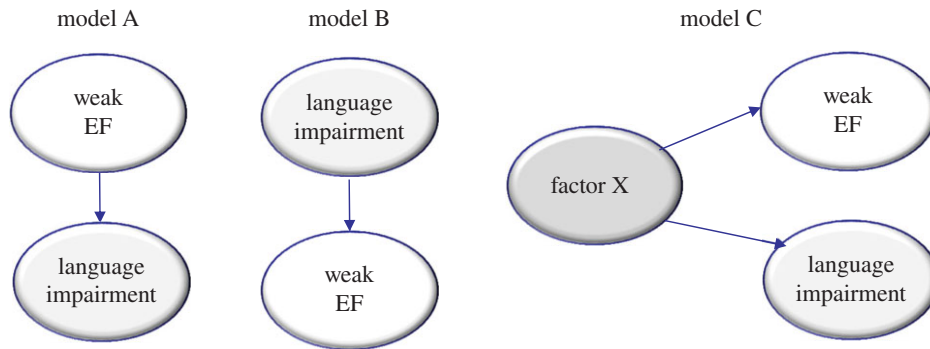 model A
weak
EF
language
impairment
model B
language
impairment
weak
EF
model C
factor X
weak
EF
language
impairment